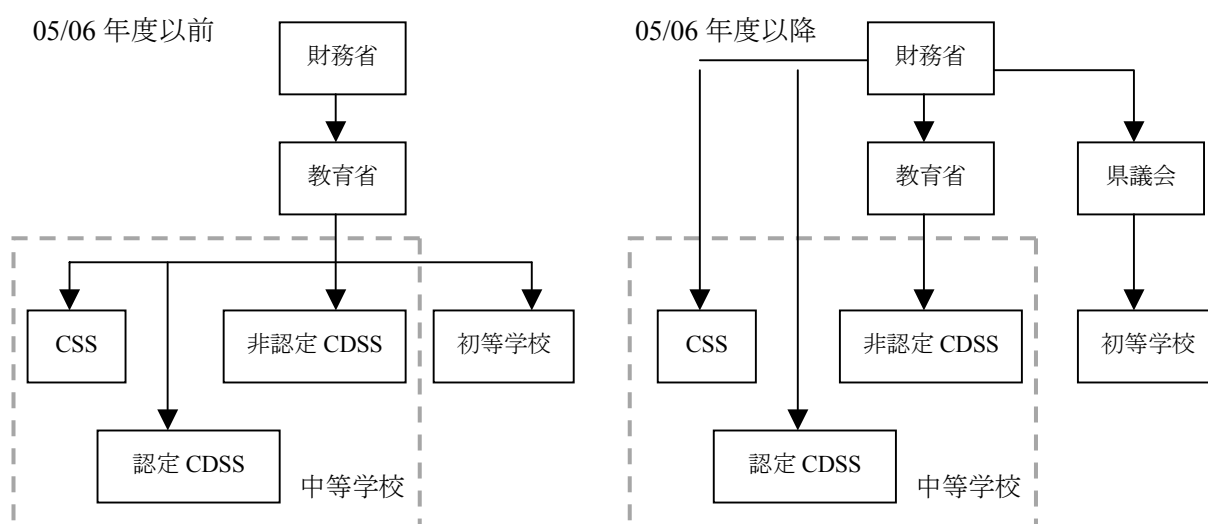 05/06 年度以前
財務省
教育省
CSS
非認定 CDSS
初等学校
認定 CDSS
中等学校
05/06 年度以降
財務省
教育省
県議会
CSS
非認定 CDSS
初等学校
認定 CDSS
中等学校